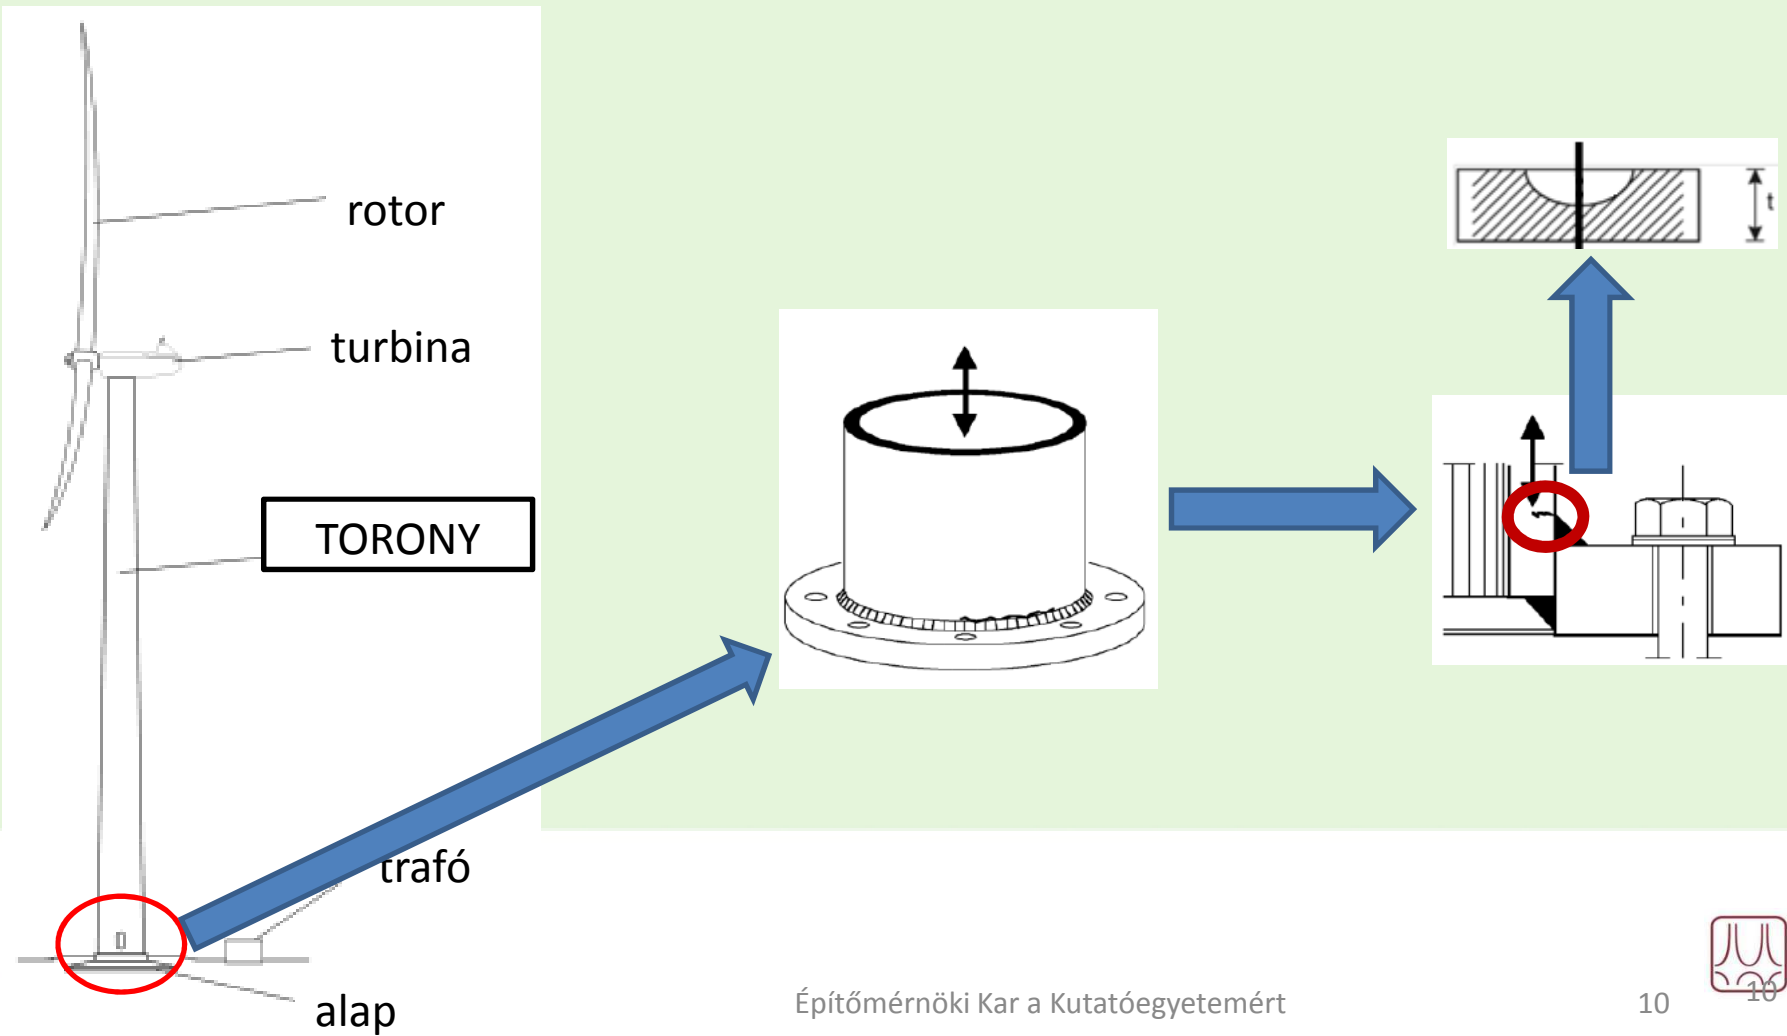 rotor
turbina
TORONY
trafó
alap
t
Építőmérnöki Kar a Kutatóegyetemért
10
10